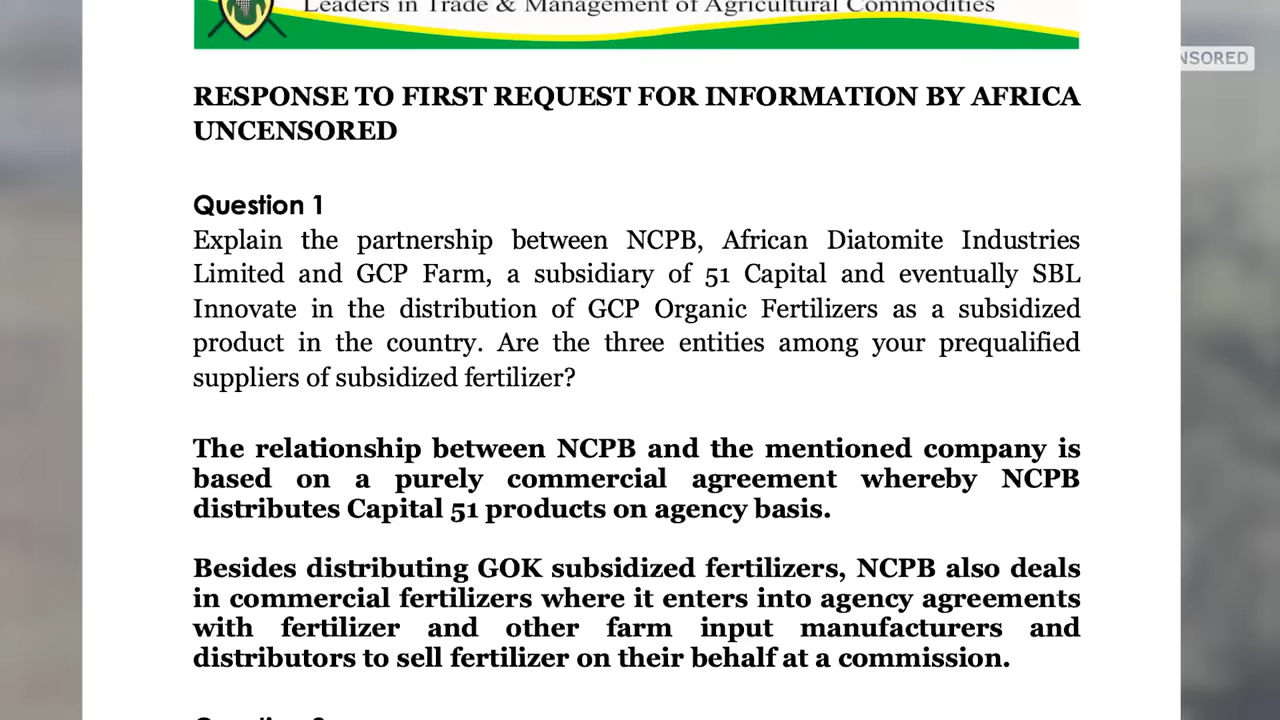 Leaders in Trade & Management of Agricultural Commodities
NSORED
RESPONSE TO FIRST REQUEST FOR INFORMATION BY AFRICA
UNCENSORED
Question 1
Explain the partnership between NCPB, African Diatomite Industries
Limited and GCP Farm, a subsidiary of 51 Capital and eventually SBL
Innovate in the distribution of GCP Organic Fertilizers as a subsidized
product in the country. Are the three entities among your prequalified
suppliers of subsidized fertilizer?
The relationship between NCPB and the mentioned company is
based on a purely commercial agreement whereby NCPB
distributes Capital 51 products on agency basis.
Besides distributing GOK subsidized fertilizers, NCPB also deals
in commercial fertilizers where it enters into agency agreements
with fertilizer and other farm input manufacturers and
distributors to sell fertilizer on their behalf at a commission.